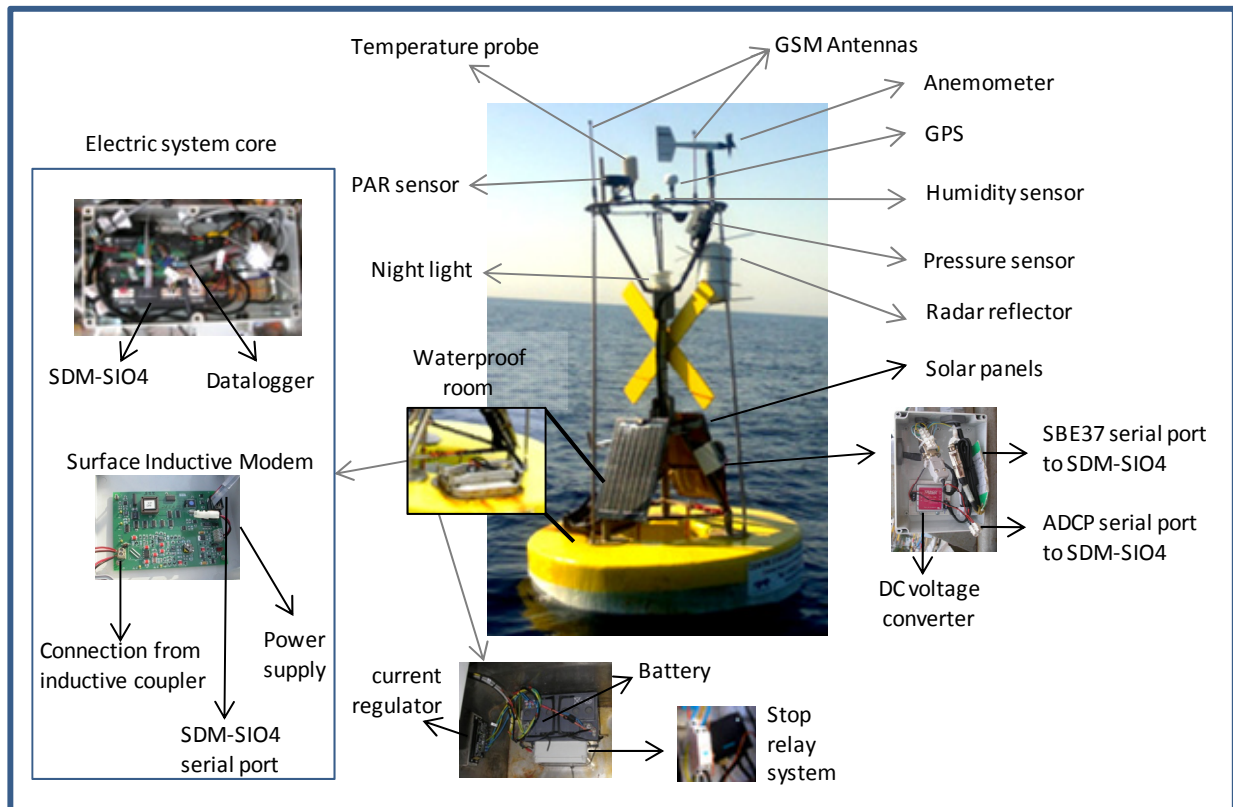 Temperature probe
GSM Antennas
Anemometer
GPS
Electric system core
PAR sensor
Humidity sensor
Night light
Pressure sensor
Radar reflector
Waterproof
room
SDM-SIO4
Datalogger
Solar panels
SBE37 serial port
to SDM-SIO4
Surface Inductive Modem
ADCP serial port
to SDM-SIO4
DC voltage
converter
Connection from
inductive coupler
Power
supply
current
regulator
Battery
SDM-SIO4
serial port
Stop
relay
system